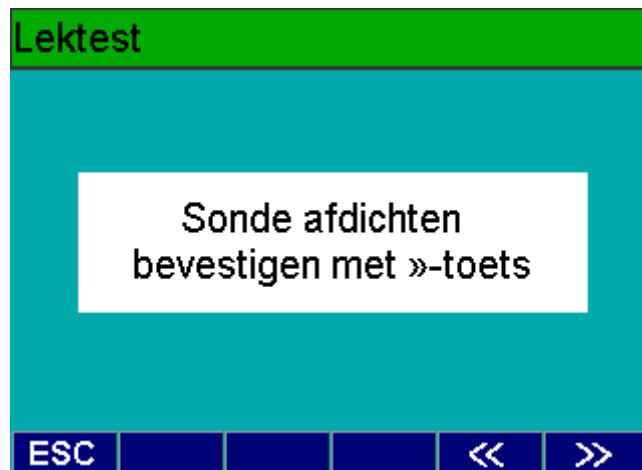 Lektest
Sonde afdichten
bevestigen met »-toets
ESC << >>